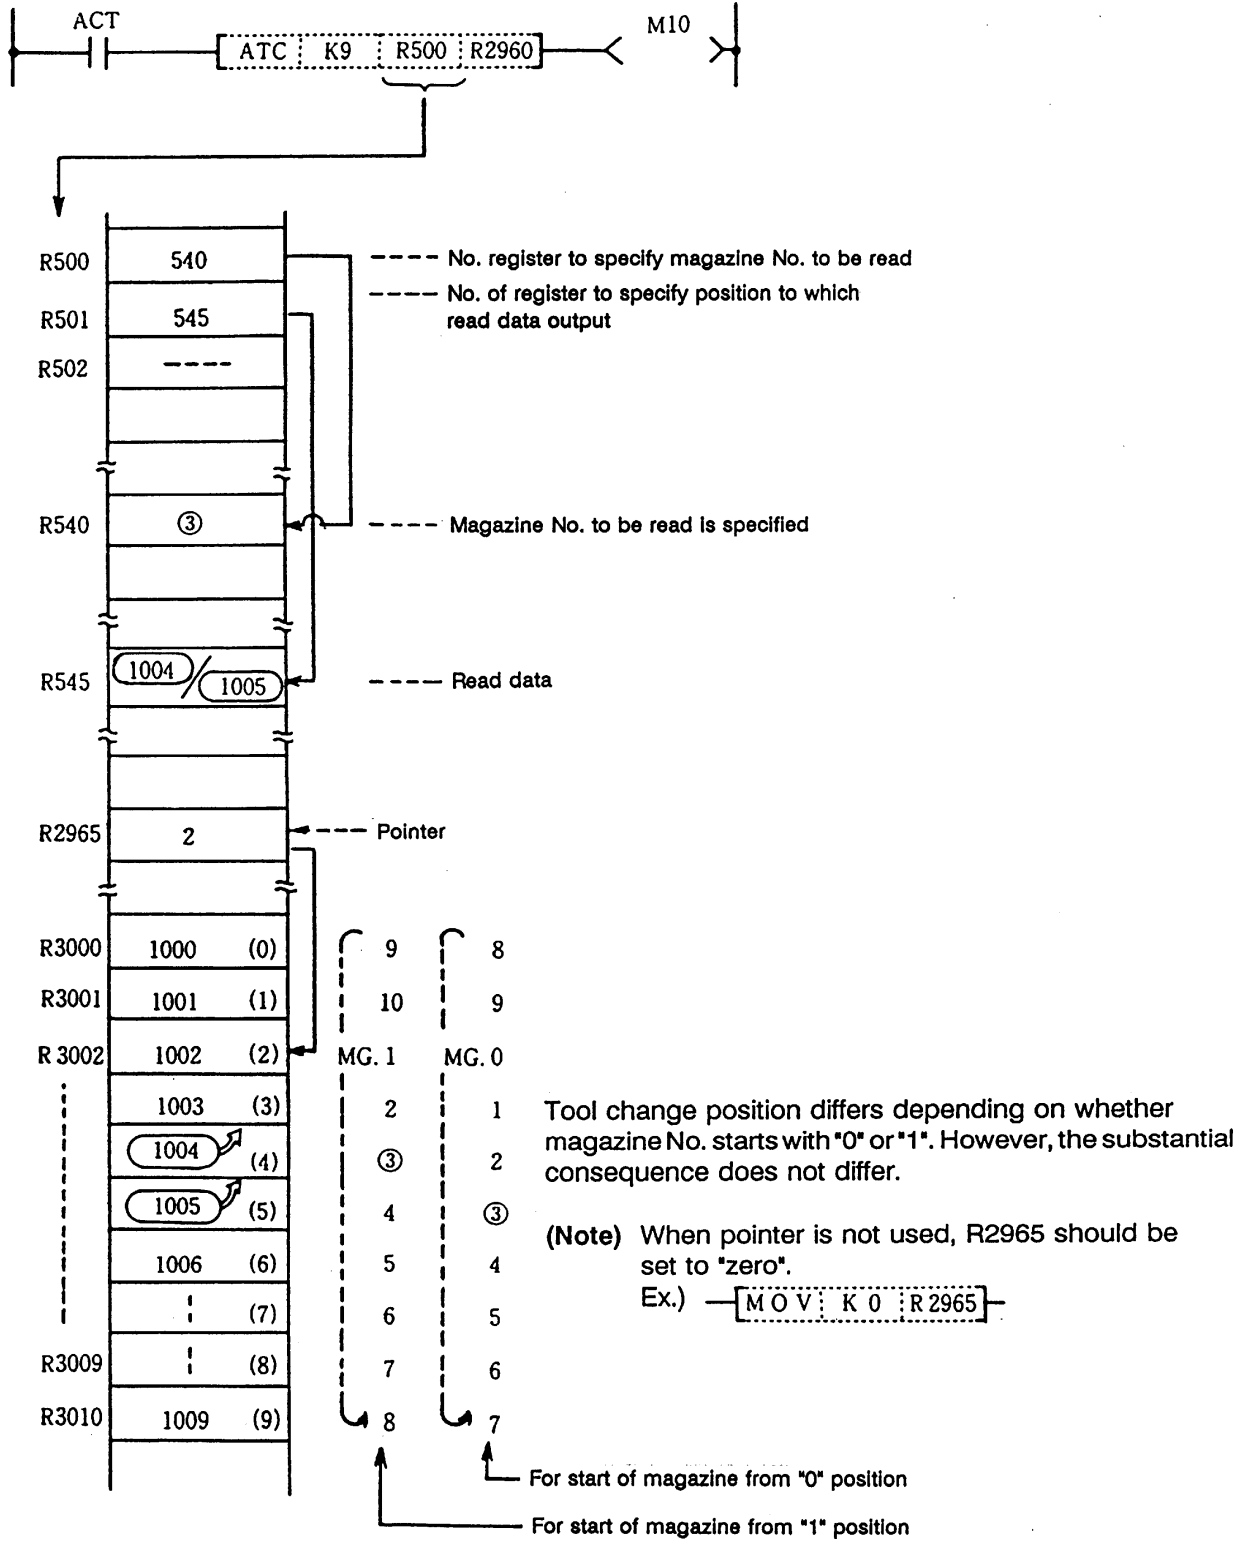 ACT
M10
ATC K9 R500 R2960
R500 540 ---- No. register to specify magazine No. to be read
---- No. of register to specify position to which
R501 545 read data output
R502 ----
R540 ③ ---- Magazine No. to be read is specified
R545 1004 / 1005 ---- Read data
R2965 2 ---- Pointer
R3000 1000 (0) 9 8
R3001 1001 (1) 10 9
R 3002 1002 (2) MG. 1 MG. 0
1003 (3) 2 1
1004 (4) ③ 2
1005 (5) 4 ③
1006 (6) 5 4
(7) 6 5
R3009 (8) 7 6
R3010 1009 (9) 8 7
Tool change position differs depending on whether
magazine No. starts with "0" or "1". However, the substantial
consequence does not differ.
(Note) When pointer is not used, R2965 should be
set to "zero".
Ex.) MOV K 0 R 2965
For start of magazine from "0" position
For start of magazine from "1" position